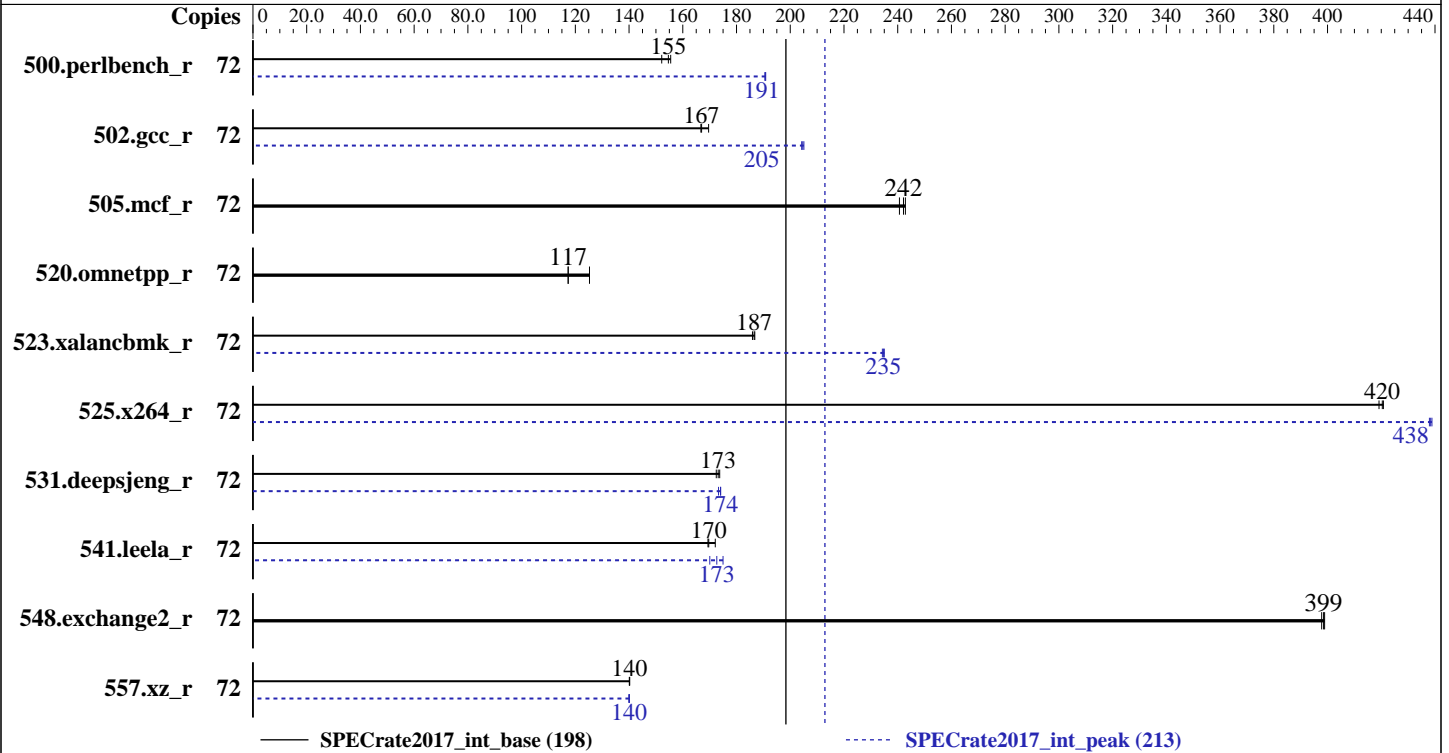 Copies 0 20.0 40.0 60.0 80.0 100 120 140 160 180 200 220 240 260 280 300 320 340 360 380 400 440
155
500.perlbench_r 72
191
167
502.gcc_r 72
205
242
505.mcf_r 72
117
520.omnetpp_r 72
187
523.xalancbmk_r 72
235
420
525.x264_r 72
438
173
531.deepsjeng_r 72
174
170
541.leela_r 72
173
399
548.exchange2_r 72
140
557.xz_r 72
140
SPECrate2017_int_base (198) SPECrate2017_int_peak (213)